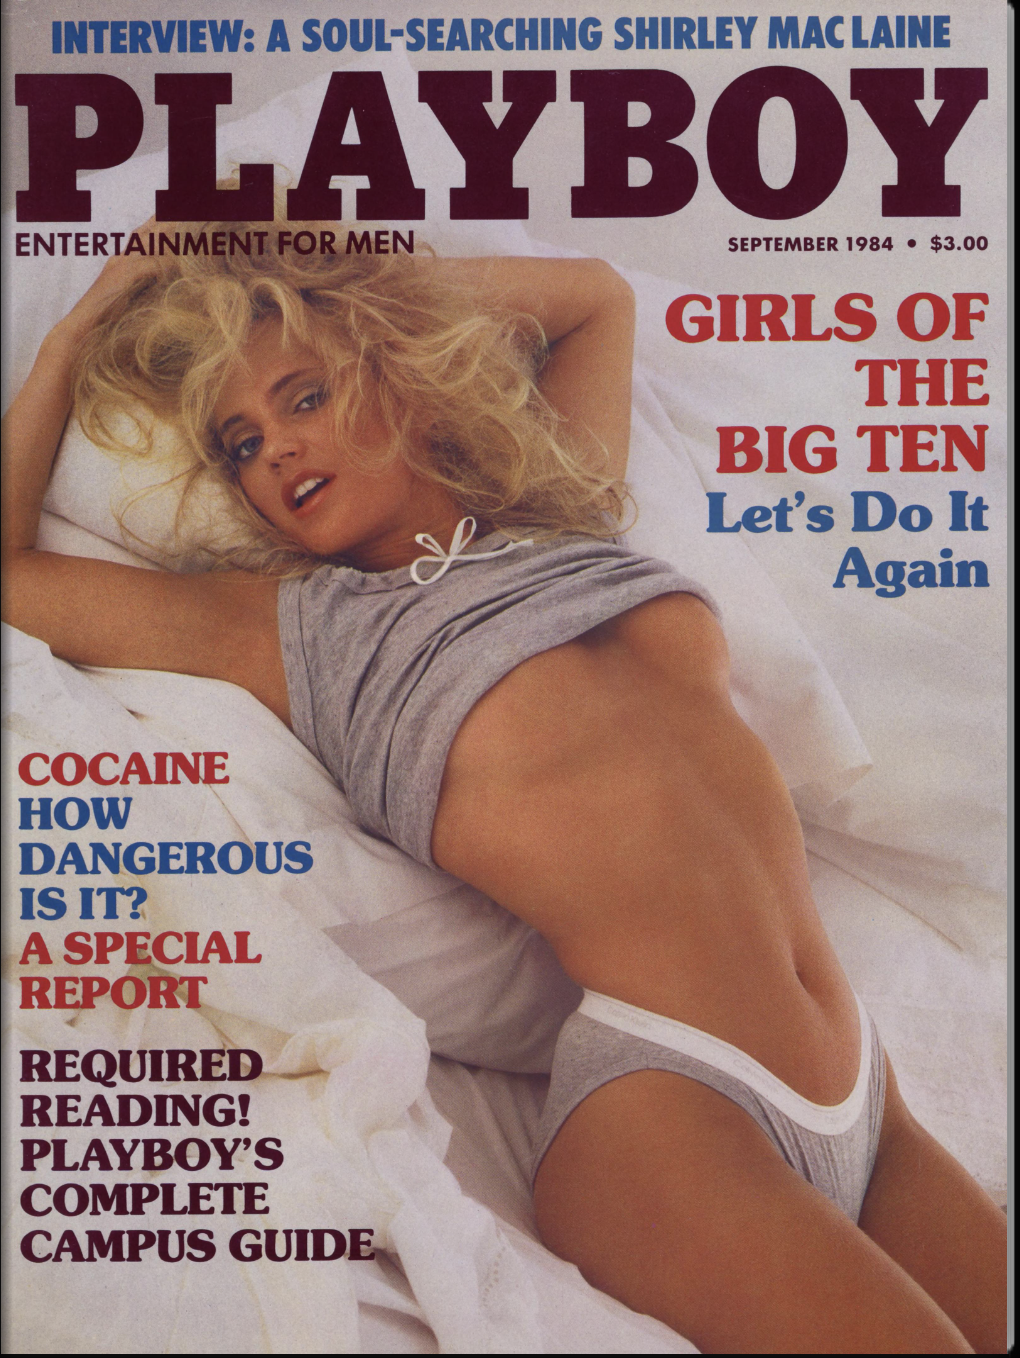 INTERVIEW: A SOUL-SEARCHING SHIRLEY MAC LAINE
PLAYBOY
ENTERTAINMENT FOR MEN
SEPTEMBER 1984 • $3.00
GIRLS OF
THE
BIG TEN
Let's Do It
Again
COCAINE
HOW
DANGEROUS
IS IT?
A SPECIAL
REPORT
REQUIRED
READING!
PLAYBOY'S
COMPLETE
CAMPUS GUIDE